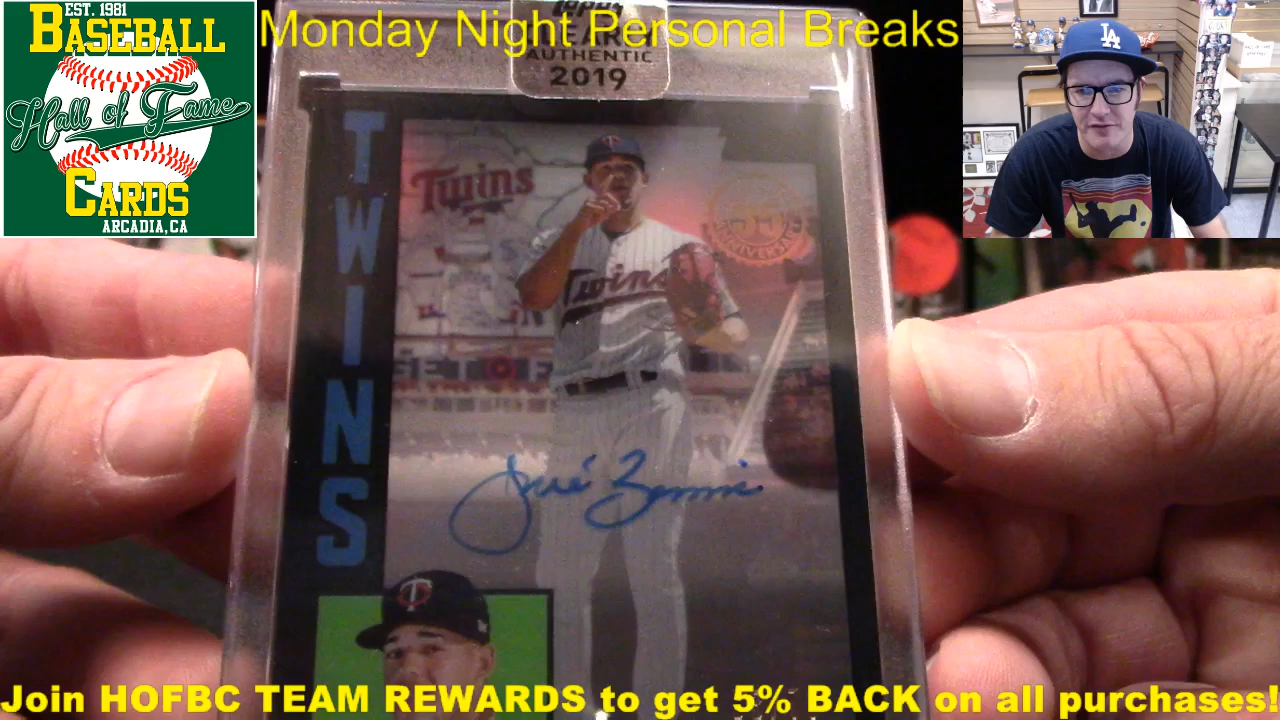 EST. 1981
BASEBALL
Hall of Fame
CARDS
ARCADIA, CA
Monday Night Personal Breaks
AUTHENTIC
2019
TWINS
Twins
Twins
T
LA
T
Join HOFBC TEAM REWARDS to get 5% BACK on all purchases!